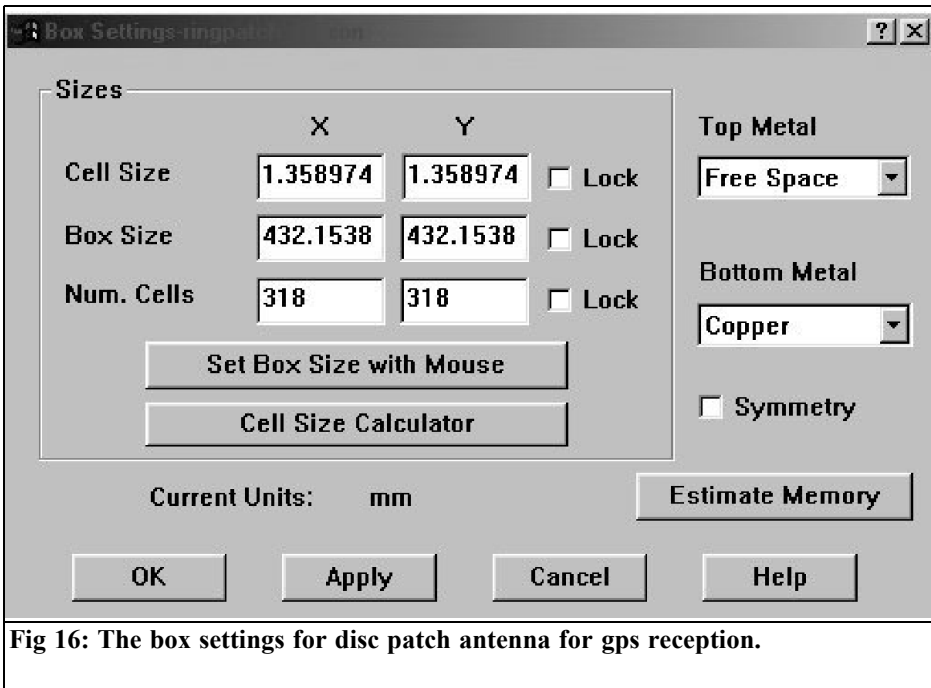 Box Settings-ringpatch
Sizes
X Y
Cell Size 1.358974 1.358974 Lock
Box Size 432.1538 432.1538 Lock
Num. Cells 318 318 Lock
Set Box Size with Mouse
Cell Size Calculator
Top Metal
Free Space
Bottom Metal
Copper
Symmetry
Current Units: mm
Estimate Memory
OK Apply Cancel Help
Fig 16: The box settings for disc patch antenna for gps reception.